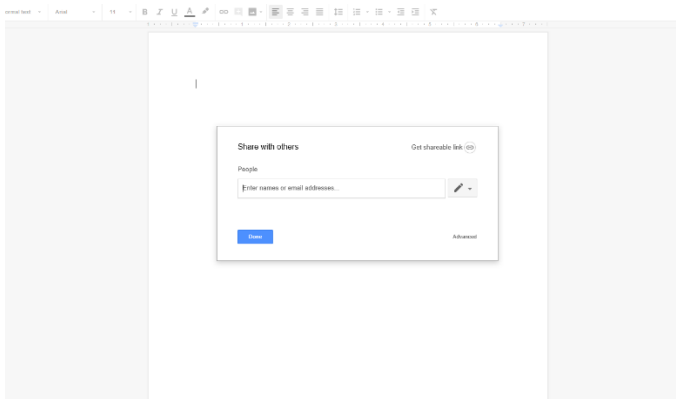 Normal text Arial 11 B I U A
Share with others Get shareable link
People
Enter names or email addresses...
Done Advanced